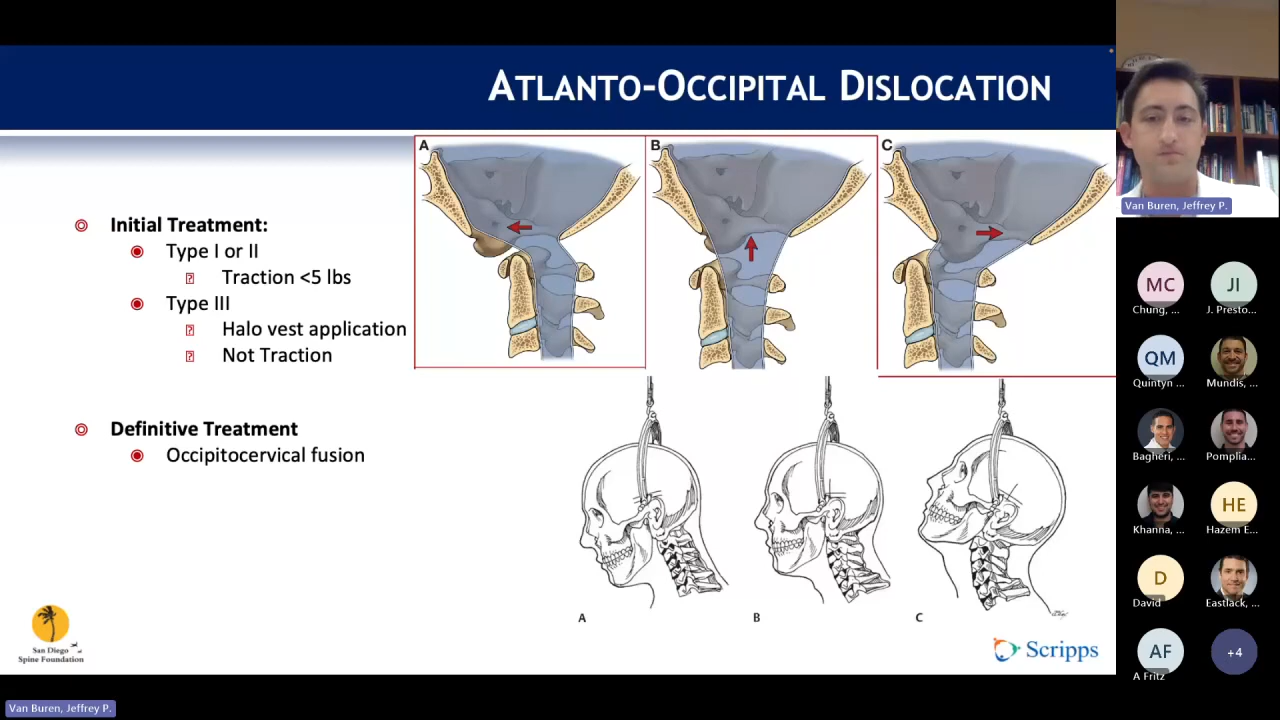 ATLANTO-OCCIPITAL DISLOCATION
Initial Treatment:
Type I or II
Traction <5 lbs
Type III
Halo vest application
Not Traction
Definitive Treatment
Occipitocervical fusion
A
B
C
A
B
C
San Diego
Spine Foundation
Scripps
Van Buren, Jeffrey P.
MC
Chung, ...
JI
J. Presto...
QM
Quintyn ...
Mundis, ...
Bagheri, ...
Pomplia...
Khanna, ...
HE
Hazem E...
D
David
Eastlack, ...
AF
A Fritz
+4
Van Buren, Jeffrey P.